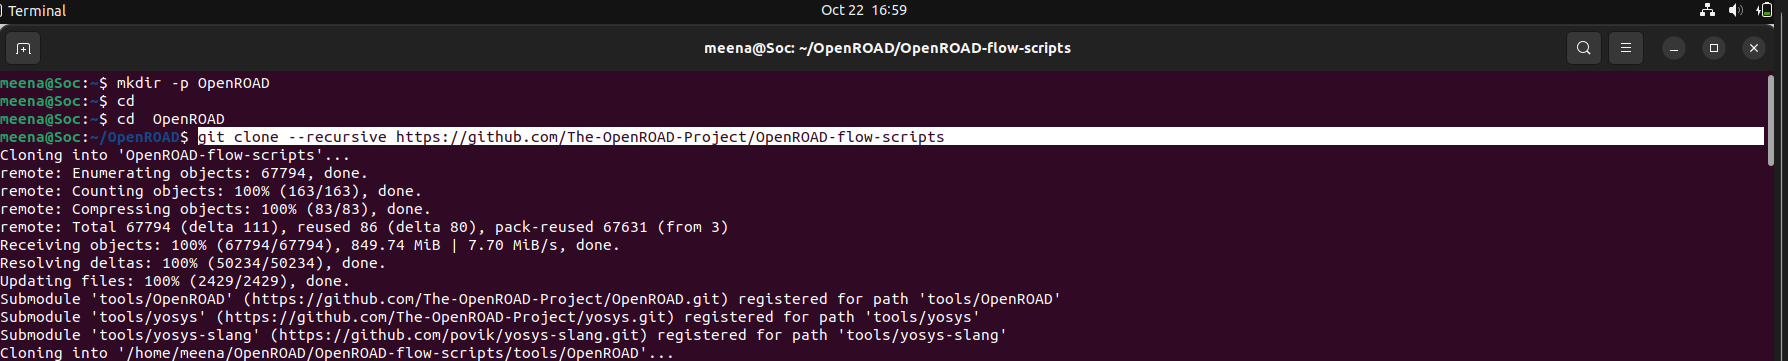 Terminal
Oct 22 16:59
meena@Soc: ~/OpenROAD/OpenROAD-flow-scripts
meena@Soc:~$ mkdir -p OpenROAD
meena@Soc:~$ cd
meena@Soc:~$ cd  OpenROAD
meena@Soc:~/OpenROAD$ git clone --recursive https://github.com/The-OpenROAD-Project/OpenROAD-flow-scripts
Cloning into 'OpenROAD-flow-scripts'...
remote: Enumerating objects: 67794, done.
remote: Counting objects: 100% (163/163), done.
remote: Compressing objects: 100% (83/83), done.
remote: Total 67794 (delta 111), reused 86 (delta 80), pack-reused 67631 (from 3)
Receiving objects: 100% (67794/67794), 849.74 MiB | 7.70 MiB/s, done.
Resolving deltas: 100% (50234/50234), done.
Updating files: 100% (2429/2429), done.
Submodule 'tools/OpenROAD' (https://github.com/The-OpenROAD-Project/OpenROAD.git) registered for path 'tools/OpenROAD'
Submodule 'tools/yosys' (https://github.com/The-OpenROAD-Project/yosys.git) registered for path 'tools/yosys'
Submodule 'tools/yosys-slang' (https://github.com/povik/yosys-slang.git) registered for path 'tools/yosys-slang'
Cloning into '/home/meena/OpenROAD/OpenROAD-flow-scripts/tools/OpenROAD'...